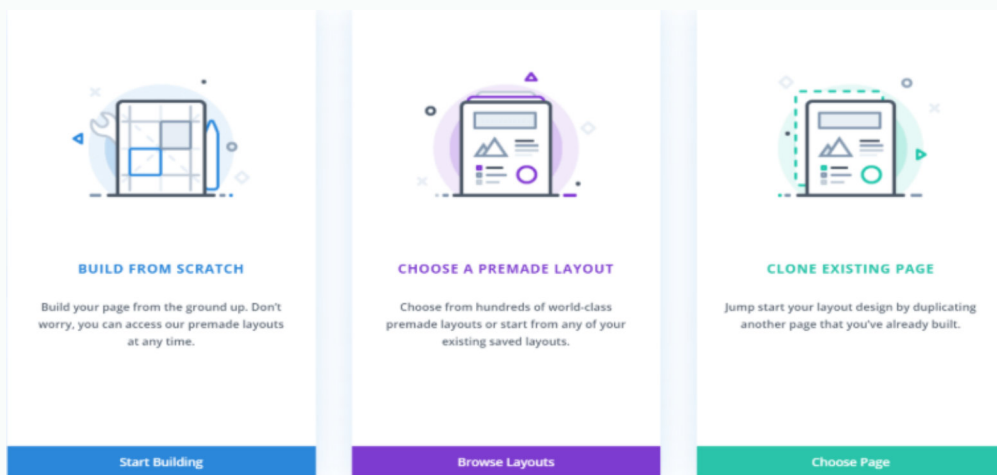 BUILD FROM SCRATCH
Build your page from the ground up. Don't
worry, you can access our premade layouts
at any time.
Start Building
CHOOSE A PREMADE LAYOUT
Choose from hundreds of world-class
premade layouts or start from any of your
existing saved layouts.
Browse Layouts
CLONE EXISTING PAGE
Jump start your layout design by duplicating
another page that you've already built.
Choose Page